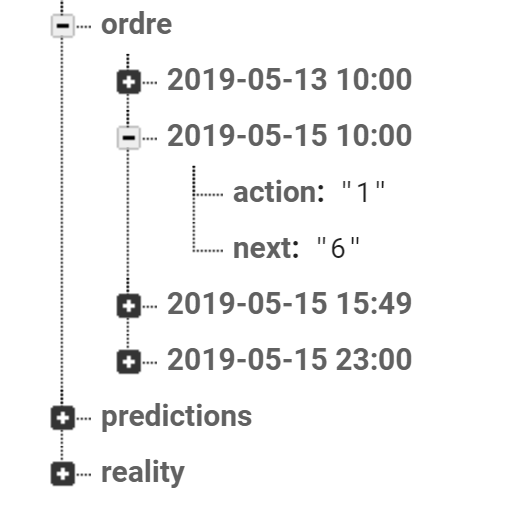 ordre
2019-05-13 10:00
2019-05-15 10:00
action: "1"
next: "6"
2019-05-15 15:49
2019-05-15 23:00
predictions
reality